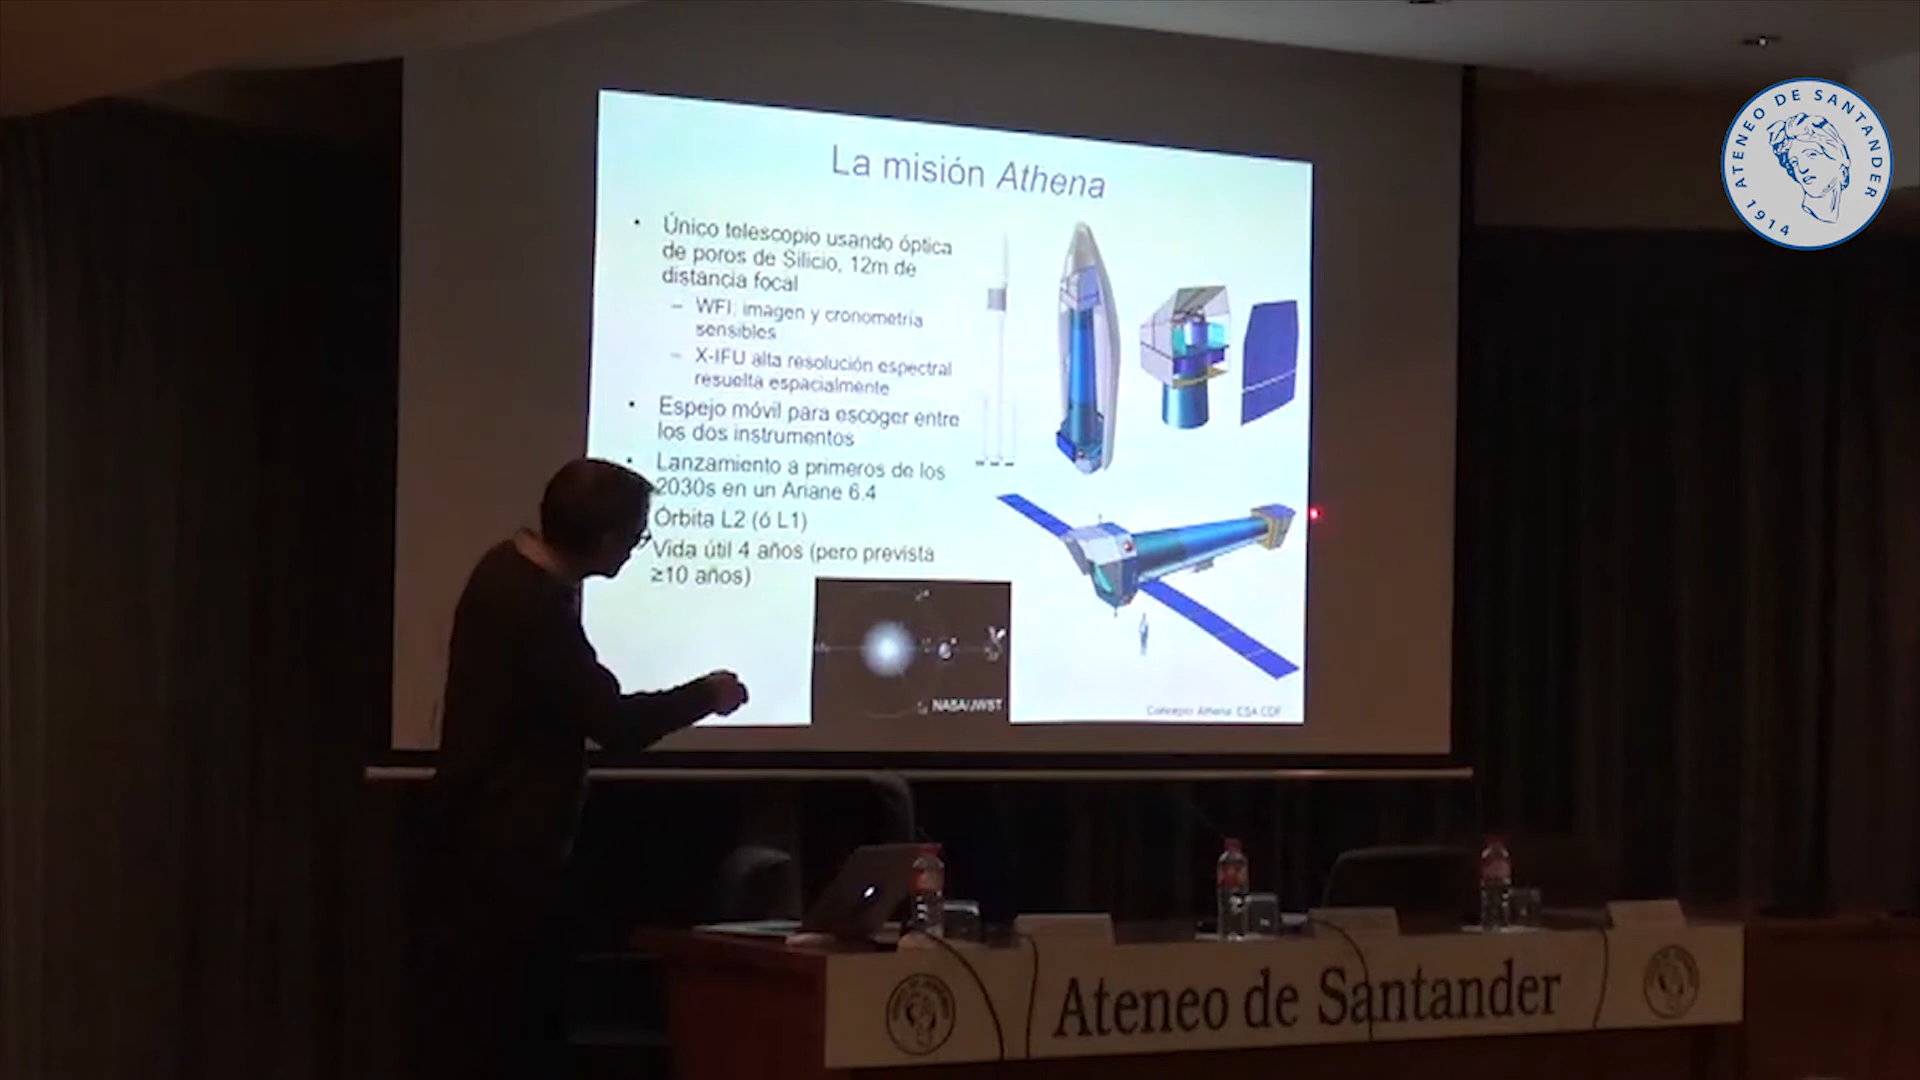 La misión Athena
• Único telescopio usando óptica
de poros de Silicio, 12m de
distancia focal
– WFI: imagen y cronometría
sensibles
– X-IFU alta resolución espectral
resuelta espacialmente
• Espejo móvil para escoger entre
los dos instrumentos
• Lanzamiento a primeros de los
2030s en un Ariane 6.4
Órbita L2 (ó L1)
Vida útil 4 años (pero prevista
≥10 años)
NASA/JWST
Concepto Athena: ESA CDF
ATENEO DE SANTANDER
1914
Ateneo de Santander